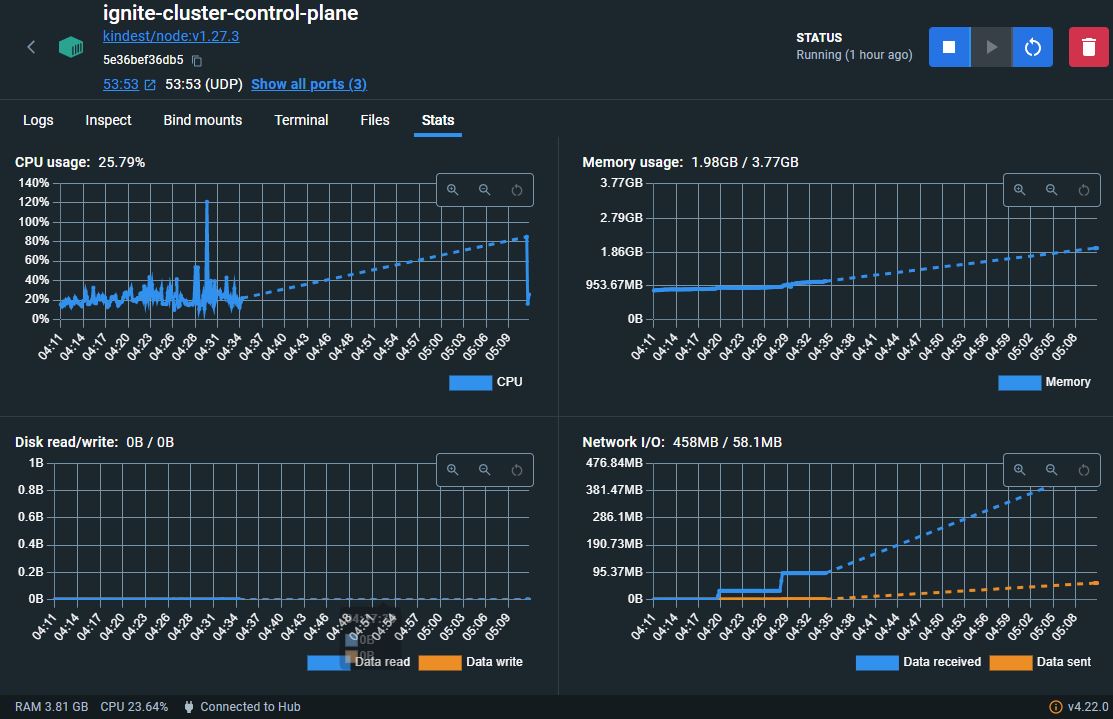 ignite-cluster-control-plane
kindest/node:v1.27.3
5e36bef36db5
53:53 53:53 (UDP) Show all ports (3)
STATUS
Running (1 hour ago)
Logs Inspect Bind mounts Terminal Files Stats
CPU usage: 25.79%
140%
120%
100%
80%
60%
40%
20%
0%
04:11 04:14 04:17 04:20 04:23 04:26 04:28 04:31 04:34 04:37 04:40 04:43 04:46 04:48 04:51 04:54 04:57 05:00 05:03 05:06 05:09
CPU
Memory usage: 1.98GB / 3.77GB
3.77GB
2.79GB
1.86GB
953.67MB
0B
04:11 04:14 04:17 04:20 04:23 04:26 04:29 04:32 04:35 04:38 04:41 04:44 04:47 04:50 04:53 04:56 04:59 05:02 05:05 05:08
Memory
Disk read/write: 0B / 0B
1B
0.8B
0.6B
0.4B
0.2B
0B
04:11 04:14 04:17 04:20 04:23 04:26 04:28 04:31 04:34 04:37 04:40 04:43 04:46 04:48 04:54 04:57 05:00 05:03 05:06 05:09
0B
0B
Data read Data write
Network I/O: 458MB / 58.1MB
476.84MB
381.47MB
286.1MB
190.73MB
95.37MB
0B
04:11 04:14 04:17 04:20 04:23 04:26 04:29 04:32 04:35 04:38 04:41 04:44 04:47 04:50 04:53 04:56 04:59 05:02 05:05 05:08
Data received Data sent
RAM 3.81 GB CPU 23.64% Connected to Hub
v4.22.0